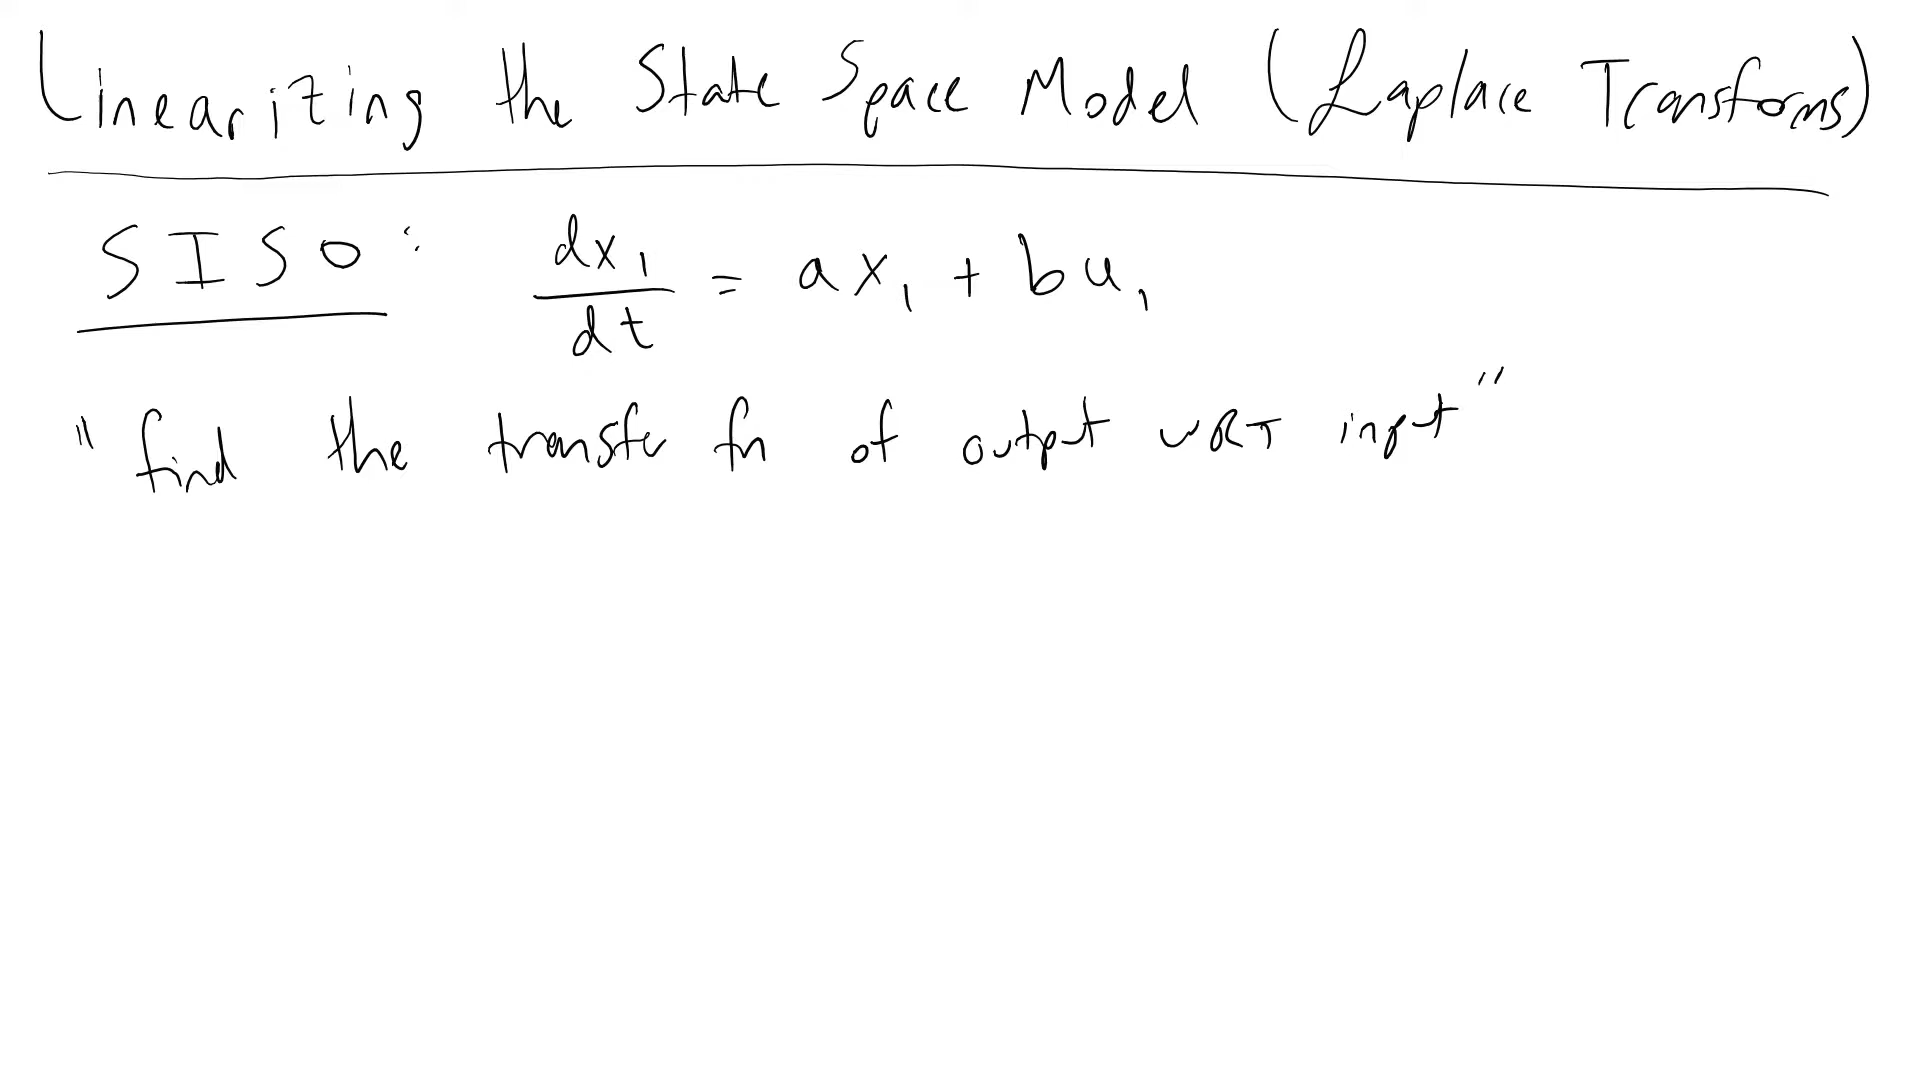 Linearizing the State Space Model (Laplace Transforms)
SISO: dx₁/dt = ax₁ + bu₁
"find the transfer fn of output WRT input"